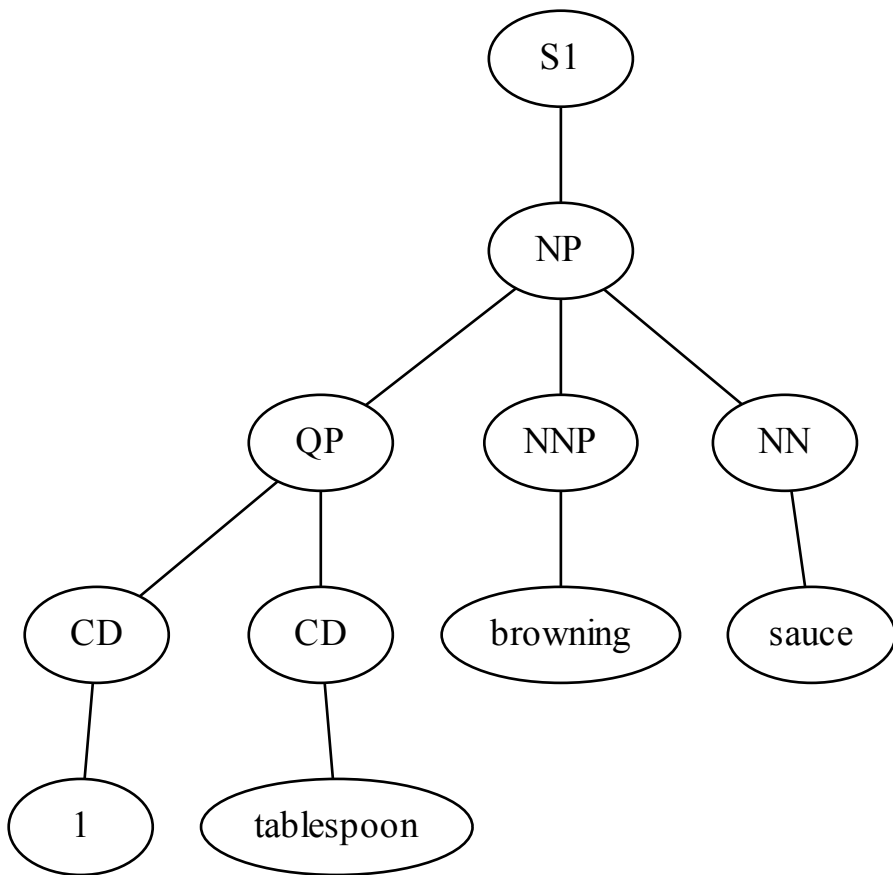 S1
NP
QP NNP NN
CD CD browning sauce
1 tablespoon